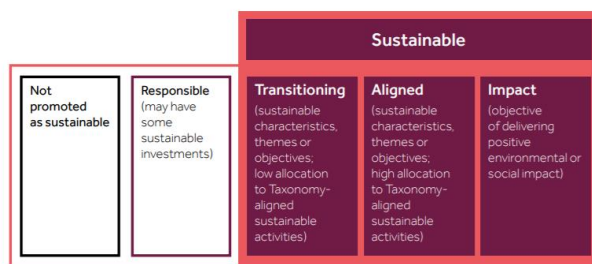 Sustainable
Not
promoted
as sustainable
Responsible
(may have
some
sustainable
investments)
Transitioning
(sustainable
characteristics,
themes or
objectives;
low allocation
to Taxonomy-
aligned
sustainable
activities)
Aligned
(sustainable
characteristics,
themes or
objectives;
high allocation
to Taxonomy-
aligned
sustainable
activities)
Impact
(objective
of delivering
positive
environmental or
social impact)